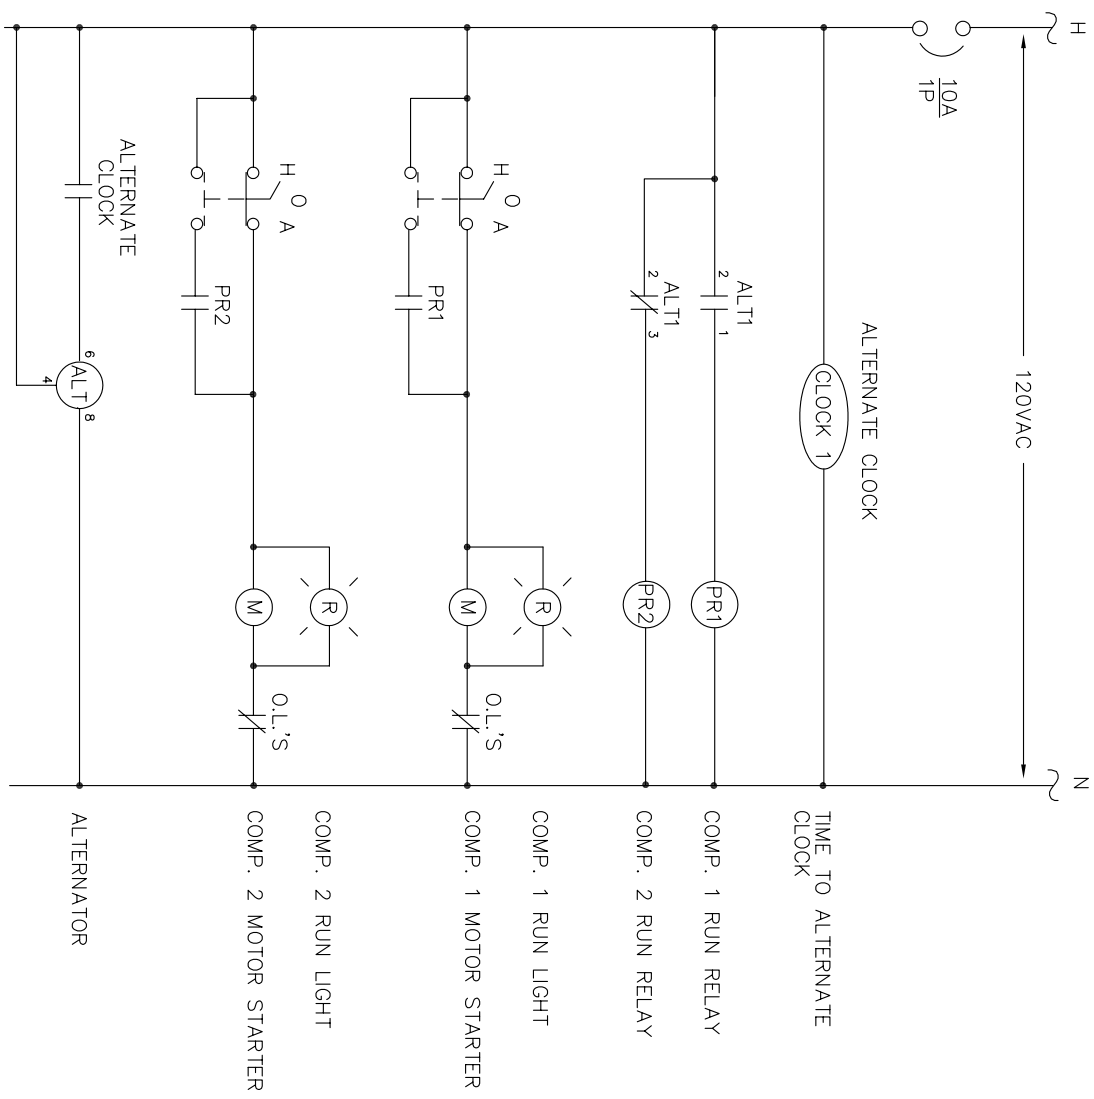 H
N
120VAC
10A
1P
ALTERNATE CLOCK
CLOCK 1
TIME TO ALTERNATE
CLOCK
ALT1
2
1
PR1
COMP. 1 RUN RELAY
ALT1
2
3
PR2
COMP. 2 RUN RELAY
R
COMP. 1 RUN LIGHT
H O A
M
O.L.'S
COMP. 1 MOTOR STARTER
PR1
R
COMP. 2 RUN LIGHT
H O A
M
O.L.'S
COMP. 2 MOTOR STARTER
PR2
ALTERNATE
CLOCK
6
ALT
8
4
ALTERNATOR